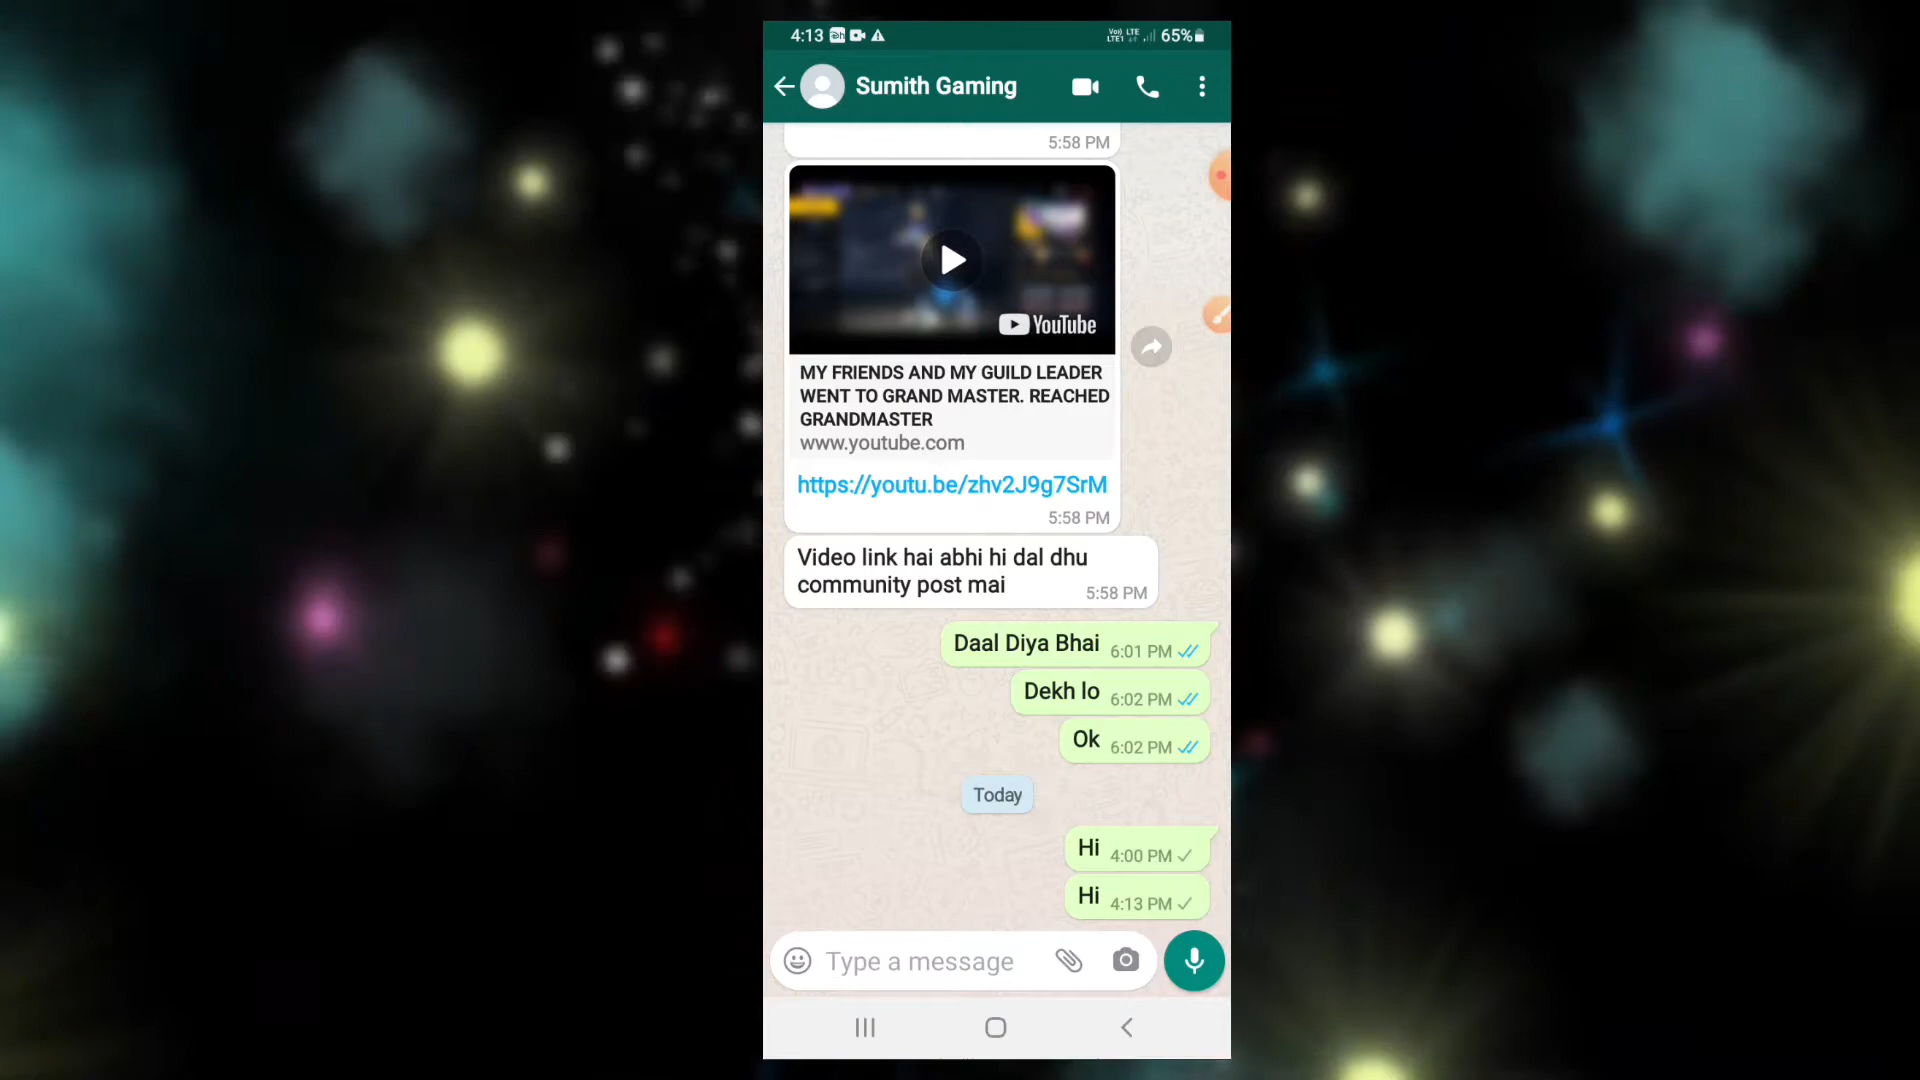 4:13
Voo) LTE
LTE1
65%
Sumith Gaming
5:58 PM
YouTube
MY FRIENDS AND MY GUILD LEADER
WENT TO GRAND MASTER. REACHED
GRANDMASTER
www.youtube.com
https://youtu.be/zhv2J9g7SrM
5:58 PM
Video link hai abhi hi dal dhu
community post mai
5:58 PM
Daal Diya Bhai 6:01 PM
Dekh lo 6:02 PM
Ok 6:02 PM
Today
Hi 4:00 PM
Hi 4:13 PM
Type a message